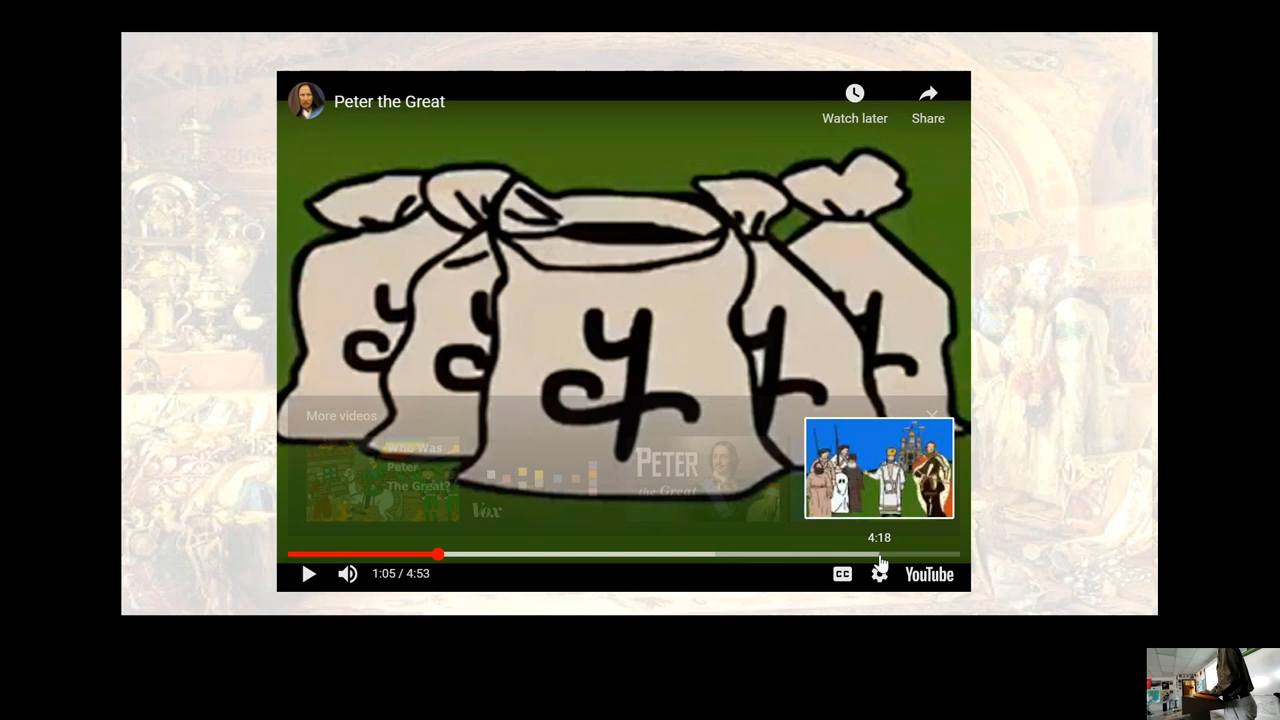 Peter the Great
Watch later
Share
More videos
Who Was
Peter
The Great?
Vox
PETER
the Great
4:18
1:05 / 4:53
CC
YouTube